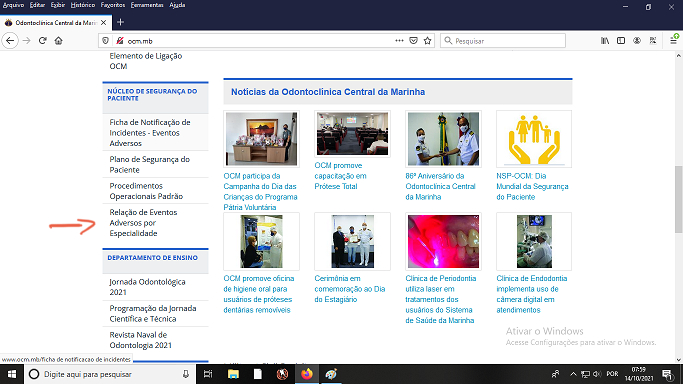 Arquivo Editar Exibir Histórico Favoritos Ferramentas Ajuda
Odontoclínica Central da Marinha
ocm.mb
Pesquisar
Elemento de Ligação
OCM
NÚCLEO DE SEGURANÇA DO
PACIENTE
Ficha de Notificação de
Incidentes - Eventos
Adversos
Plano de Segurança do
Paciente
Procedimentos
Operacionais Padrão
Relação de Eventos
Adversos por
Especialidade
DEPARTAMENTO DE ENSINO
Jornada Odontológica
2021
Programação da Jornada
Científica e Técnica
Revista Naval de
Odontologia 2021
Notícias da Odontoclínica Central da Marinha
OCM participa da
Campanha do Dia das
Crianças do Programa
Pátria Voluntária
OCM promove
capacitação em
Prótese Total
86º Aniversário da
Odontoclínica Central
da Marinha
NSP-OCM: Dia
Mundial da Segurança
do Paciente
OCM promove oficina
de higiene oral para
usuários de próteses
dentárias removíveis
Cerimônia em
comemoração ao Dia
do Estagiário
Clínica de Periodontia
utiliza laser em
tratamentos dos
usuários do Sistema
de Saúde da Marinha
Clínica de Endodontia
implementa uso de
câmera digital em
atendimentos
Ativar o Windows
Acesse Configurações para ativar o Windows.
www.ocm.mb/ficha de notificacao de incidentes
Digite aqui para pesquisar
POR
07:59
14/10/2021